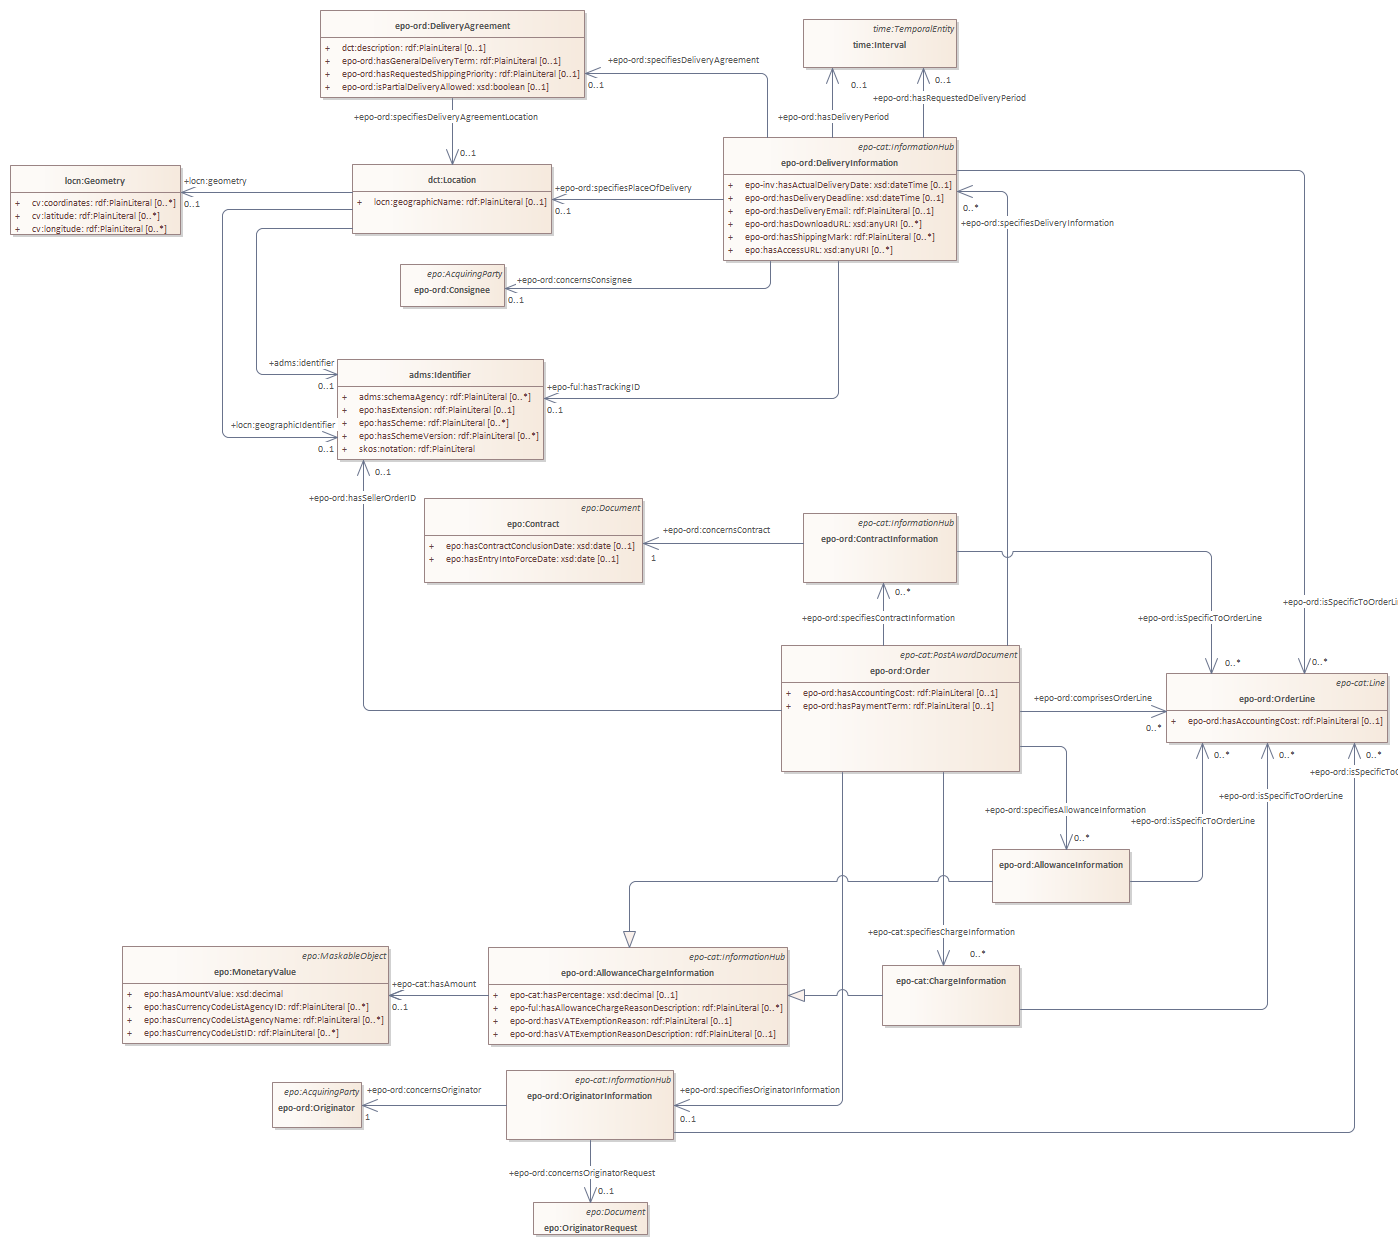 epo-ord:DeliveryAgreement
+ dct:description: rdf:PlainLiteral [0..1]
+ epo-ord:hasGeneralDeliveryTerm: rdf:PlainLiteral [0..1]
+ epo-ord:hasRequestedShippingPriority: rdf:PlainLiteral [0..1]
+ epo-ord:isPartialDeliveryAllowed: xsd:boolean [0..1]
time:TemporalEntity
time:Interval
+epo-ord:specifiesDeliveryAgreement
0..1
0..1
0..1
+epo-ord:hasRequestedDeliveryPeriod
+epo-ord:hasDeliveryPeriod
+epo-ord:specifiesDeliveryAgreementLocation
0..1
epo-cat:InformationHub
epo-ord:DeliveryInformation
+ epo-inv:hasActualDeliveryDate: xsd:dateTime [0..1]
+ epo-ord:hasDeliveryDeadline: xsd:dateTime [0..1]
+ epo-ord:hasDeliveryEmail: rdf:PlainLiteral [0..1]
+ epo-ord:hasDownloadURL: xsd:anyURI [0..*]
+ epo-ord:hasShippingMark: rdf:PlainLiteral [0..*]
+ epo:hasAccessURL: xsd:anyURI [0..*]
locn:Geometry
+ cv:coordinates: rdf:PlainLiteral [0..*]
+ cv:latitude: rdf:PlainLiteral [0..*]
+ cv:longitude: rdf:PlainLiteral [0..*]
+locn:geometry
0..1
dct:Location
+ locn:geographicName: rdf:PlainLiteral [0..1]
+epo-ord:specifiesPlaceOfDelivery
0..1
0..*
+epo-ord:specifiesDeliveryInformation
epo:AcquiringParty
epo-ord:Consignee
+epo-ord:concernsConsignee
0..1
+adms:identifier
0..1
adms:Identifier
+ adms:schemaAgency: rdf:PlainLiteral [0..*]
+ epo:hasExtension: rdf:PlainLiteral [0..1]
+ epo:hasScheme: rdf:PlainLiteral [0..*]
+ epo:hasSchemeVersion: rdf:PlainLiteral [0..*]
+ skos:notation: rdf:PlainLiteral
+epo-ful:hasTrackingID
0..1
+locn:geographicIdentifier
0..1
0..1
+epo-ord:hasSellerOrderID
epo:Document
epo:Contract
+ epo:hasContractConclusionDate: xsd:date [0..1]
+ epo:hasEntryIntoForceDate: xsd:date [0..1]
+epo-ord:concernsContract
1
epo-cat:InformationHub
epo-ord:ContractInformation
0..*
+epo-ord:specifiesContractInformation
+epo-ord:isSpecificToOrderLi
+epo-ord:isSpecificToOrderLine
0..*
0..*
epo-cat:PostAwardDocument
epo-ord:Order
+ epo-ord:hasAccountingCost: rdf:PlainLiteral [0..1]
+ epo-ord:hasPaymentTerm: rdf:PlainLiteral [0..1]
+epo-ord:comprisesOrderLine
0..*
epo-cat:Line
epo-ord:OrderLine
+ epo-ord:hasAccountingCost: rdf:PlainLiteral [0..1]
0..*
0..*
0..*
+epo-ord:isSpecificToO
+epo-ord:isSpecificToOrderLine
+epo-ord:specifiesAllowanceInformation
+epo-ord:isSpecificToOrderLine
0..*
epo-ord:AllowanceInformation
+epo-cat:specifiesChargeInformation
0..*
epo:MaskableObject
epo:MonetaryValue
+ epo:hasAmountValue: xsd:decimal
+ epo:hasCurrencyCodeListAgencyID: rdf:PlainLiteral [0..*]
+ epo:hasCurrencyCodeListAgencyName: rdf:PlainLiteral [0..*]
+ epo:hasCurrencyCodeListID: rdf:PlainLiteral [0..*]
+epo-cat:hasAmount
0..1
epo-cat:InformationHub
epo-ord:AllowanceChargeInformation
+ epo-cat:hasPercentage: xsd:decimal [0..1]
+ epo-ful:hasAllowanceChargeReasonDescription: rdf:PlainLiteral [0..*]
+ epo-ord:hasVATExemptionReason: rdf:PlainLiteral [0..1]
+ epo-ord:hasVATExemptionReasonDescription: rdf:PlainLiteral [0..1]
epo-cat:ChargeInformation
epo:AcquiringParty
epo-ord:Originator
+epo-ord:concernsOriginator
1
epo-cat:InformationHub
epo-ord:OriginatorInformation
+epo-ord:specifiesOriginatorInformation
0..1
+epo-ord:concernsOriginatorRequest
0..1
epo:Document
epo:OriginatorRequest